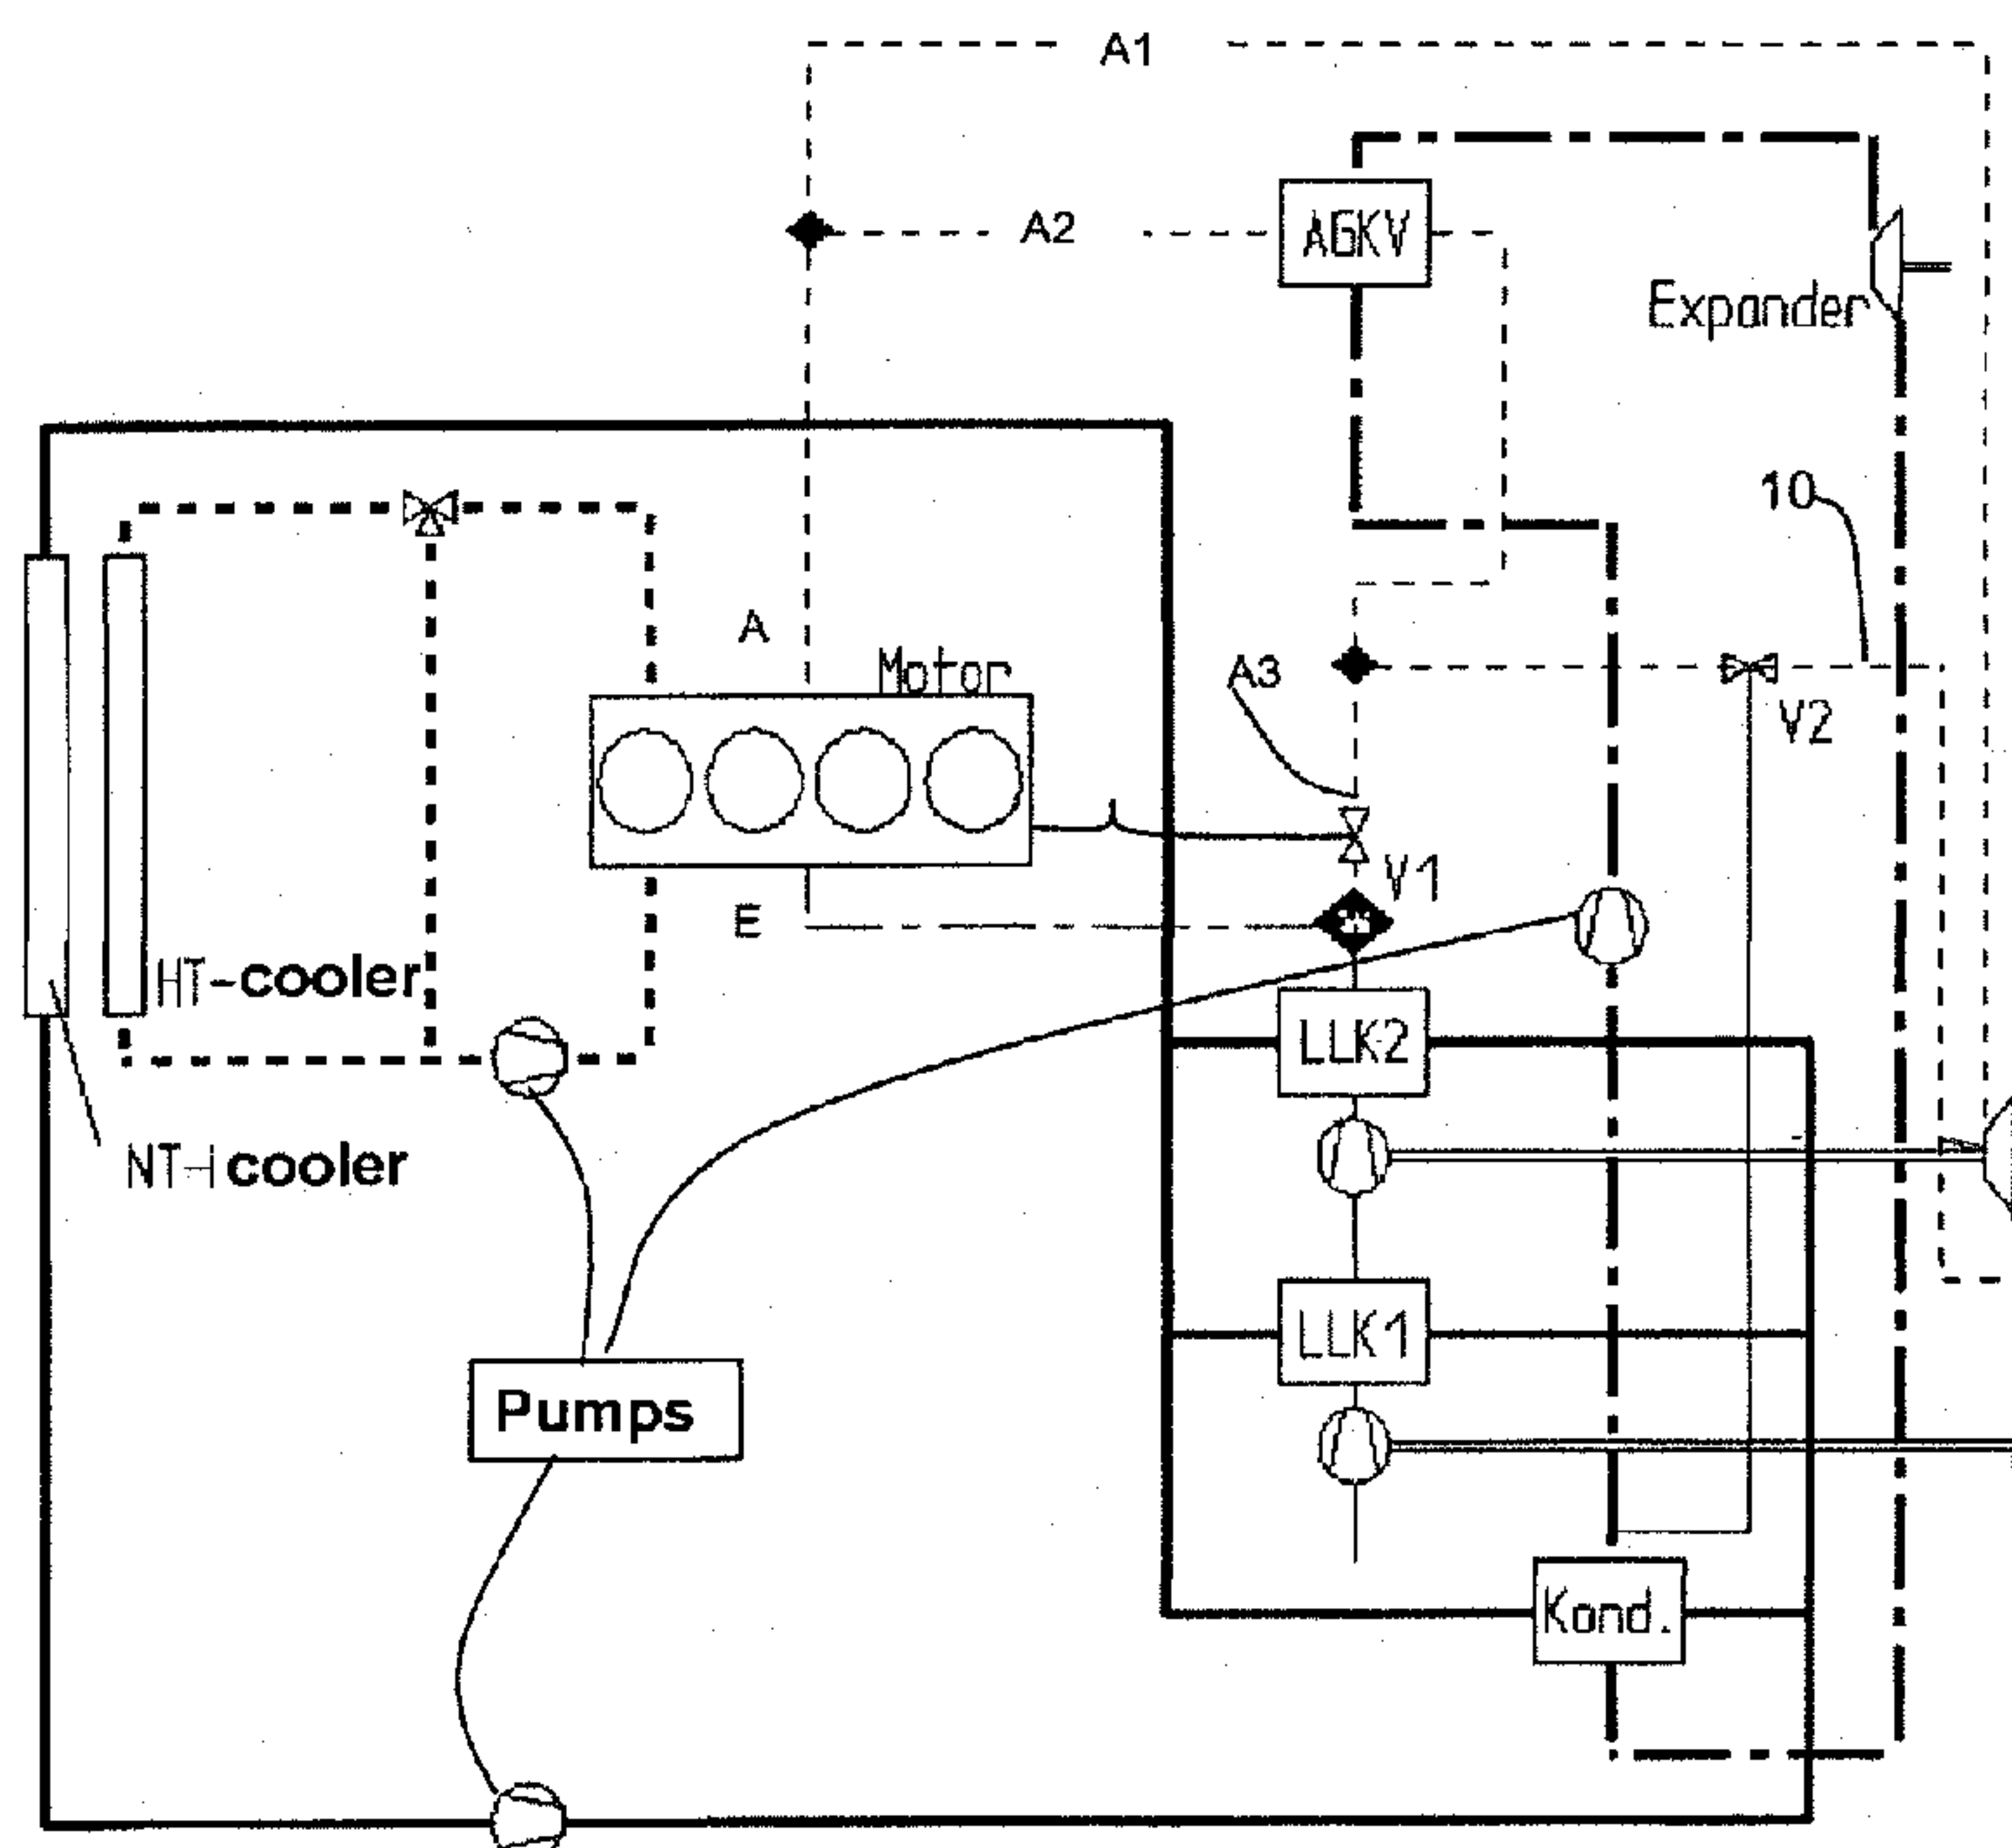 A1
A2
AGKV
Expander
10
A
Motor
A3
V2
V1
E
HT-cooler
LLK2
NT-cooler
LLK1
Pumps
Kond.